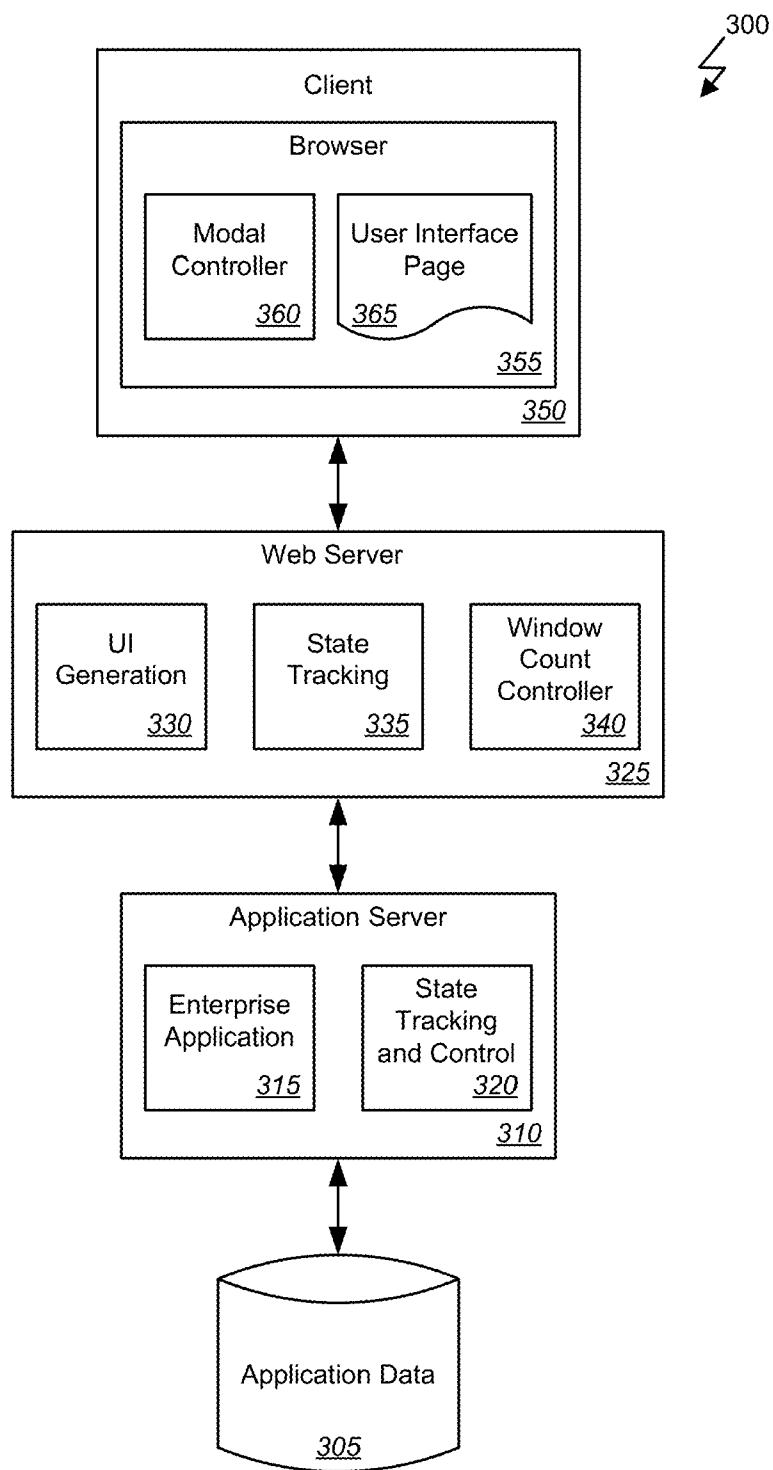 300
Client
Browser
Modal
Controller
360
User Interface
Page
365
355
350
Web Server
UI
Generation
330
State
Tracking
335
Window
Count
Controller
340
325
Application Server
Enterprise
Application
315
State
Tracking
and Control
320
310
Application Data
305